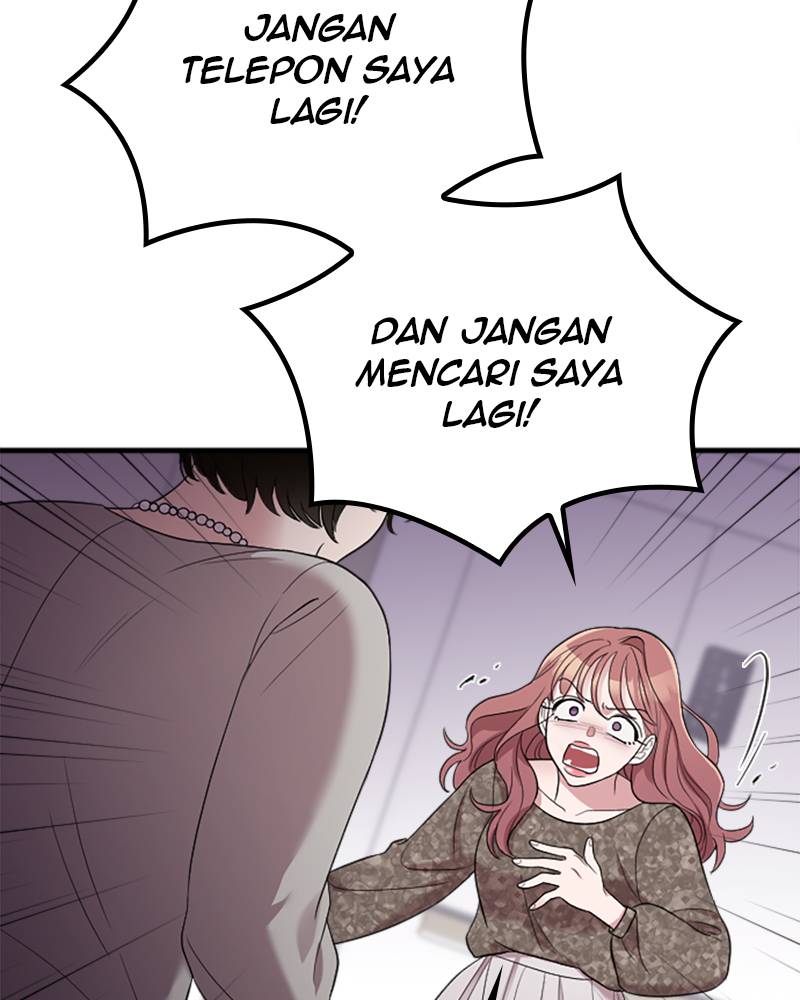 JANGAN
TELEPON SAYA
LAGI!
DAN JANGAN
MENCARI SAYA
LAGI!